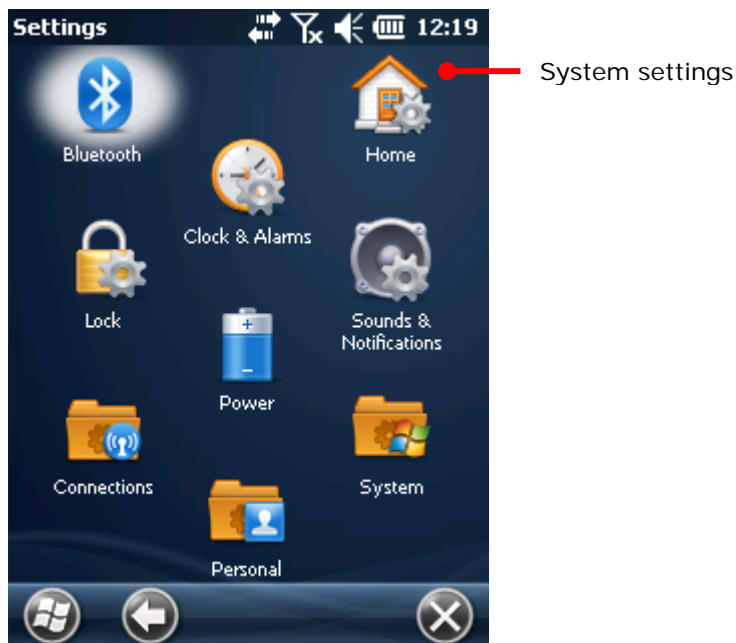 Settings 12:19
System settings
Bluetooth
Home
Clock & Alarms
Lock
Sounds &
Notifications
Power
Connections
System
Personal